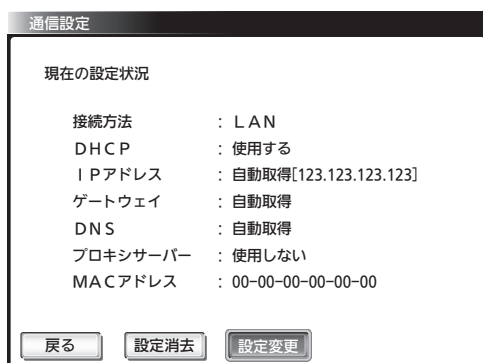 通信設定
現在の設定状況
接続方法 : ＬＡＮ
ＤＨＣＰ : 使用する
ＩＰアドレス : 自動取得[123.123.123.123]
ゲートウェイ : 自動取得
ＤＮＳ : 自動取得
プロキシサーバー : 使用しない
ＭＡＣアドレス : 00-00-00-00-00-00
戻る 設定消去 設定変更